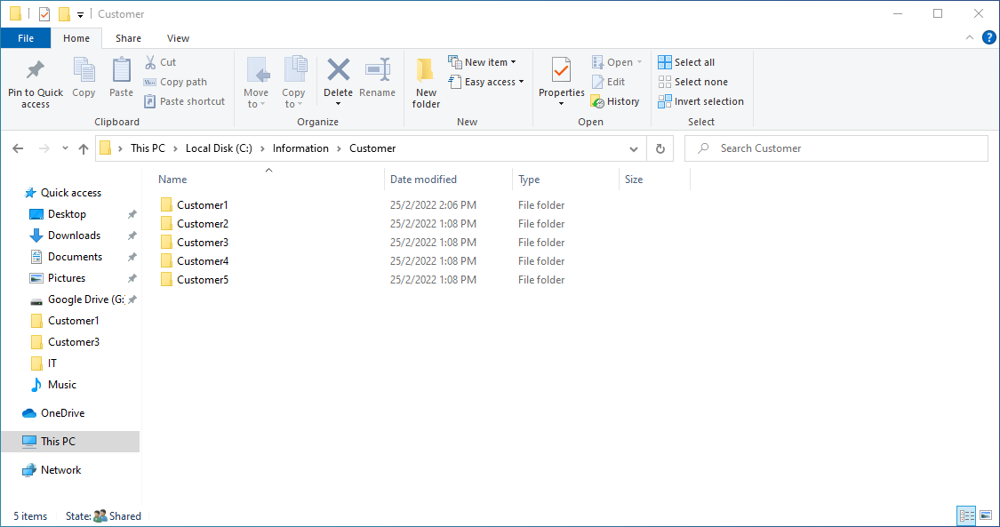 Customer
File Home Share View
Pin to Quick access
Copy
Paste
Cut
Copy path
Paste shortcut
Clipboard
Move to
Copy to
Delete
Rename
Organize
New folder
New item
Easy access
New
Properties
Open
Edit
History
Open
Select all
Select none
Invert selection
Select
This PC > Local Disk (C:) > Information > Customer
Search Customer
Name Date modified Type Size
Customer1 25/2/2022 2:06 PM File folder
Customer2 25/2/2022 1:08 PM File folder
Customer3 25/2/2022 1:08 PM File folder
Customer4 25/2/2022 1:08 PM File folder
Customer5 25/2/2022 1:08 PM File folder
Quick access
Desktop
Downloads
Documents
Pictures
Google Drive (G:
Customer1
Customer3
IT
Music
OneDrive
This PC
Network
5 items State: Shared